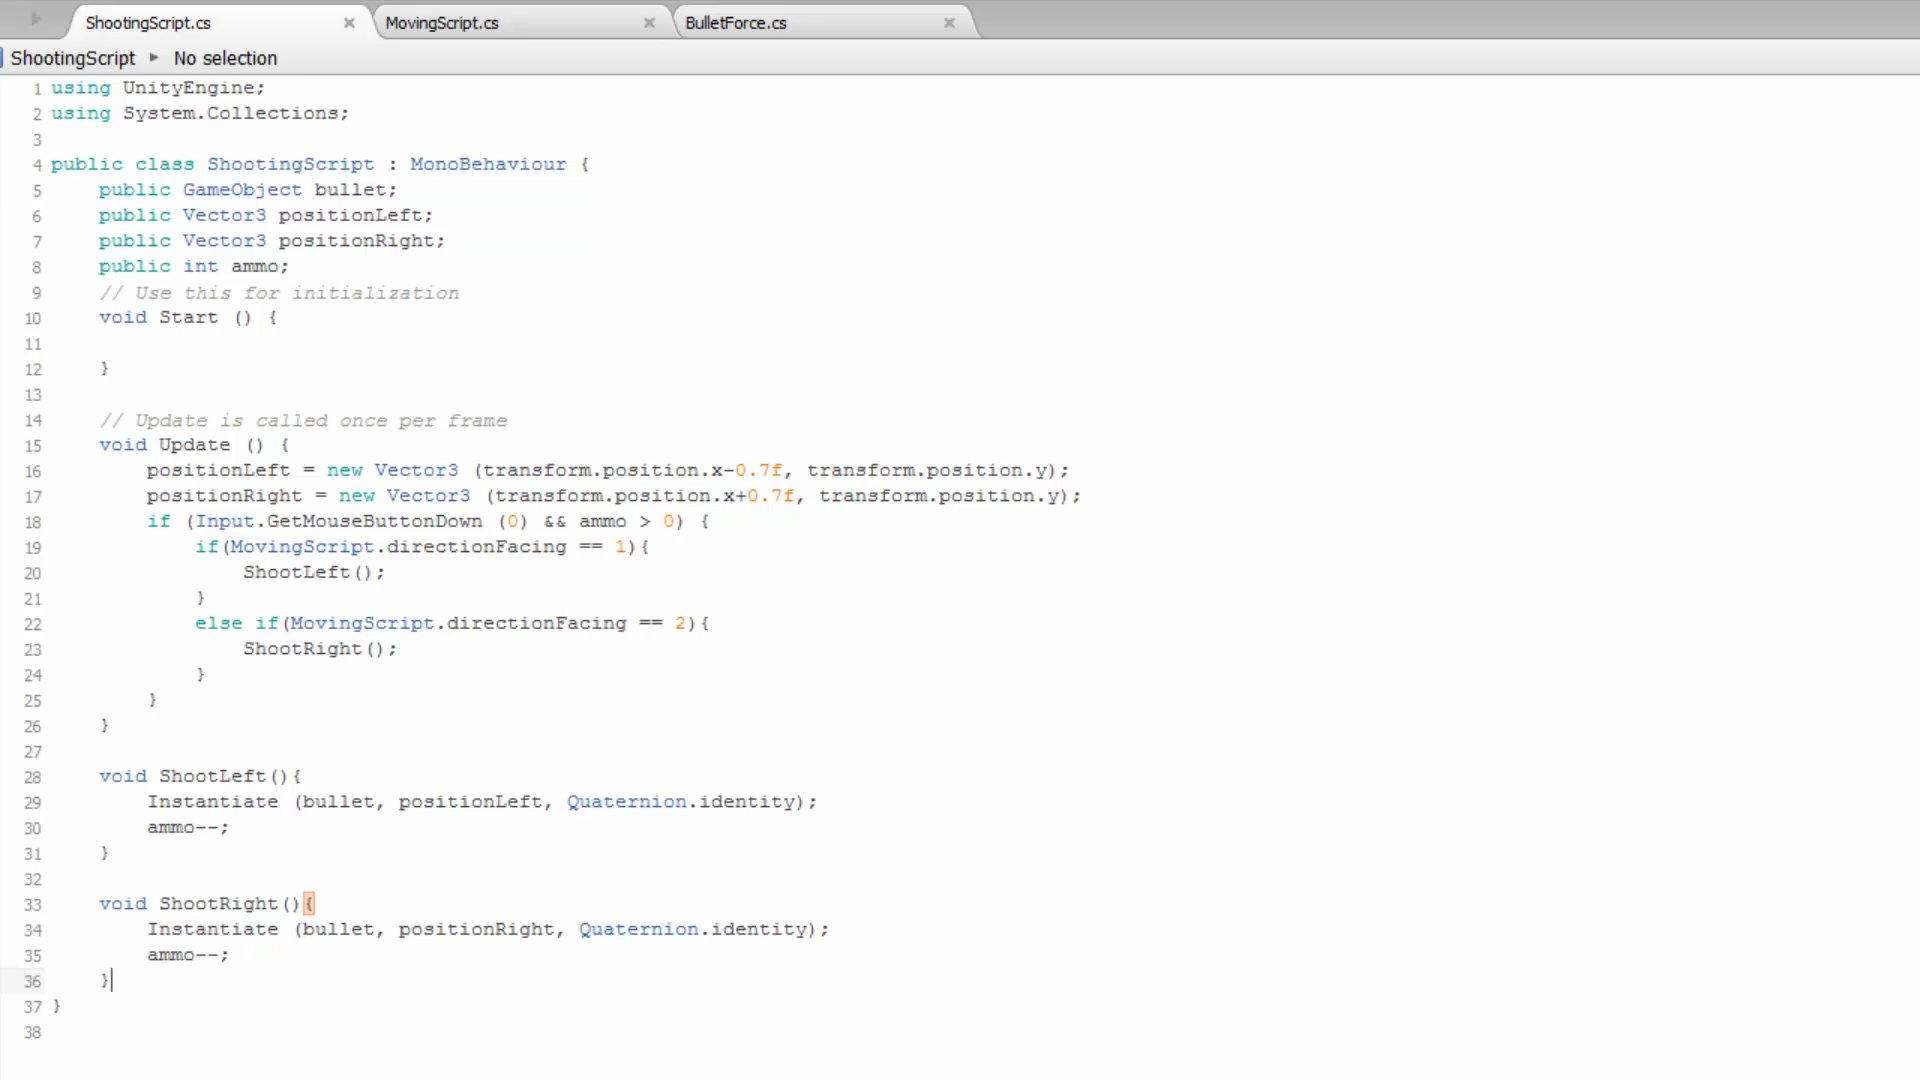 ShootingScript.cs
MovingScript.cs
BulletForce.cs
ShootingScript ▸ No selection
1 using UnityEngine;
2 using System.Collections;
3
4 public class ShootingScript : MonoBehaviour {
5 public GameObject bullet;
6 public Vector3 positionLeft;
7 public Vector3 positionRight;
8 public int ammo;
9 // Use this for initialization
10 void Start () {
11
12 }
13
14 // Update is called once per frame
15 void Update () {
16 positionLeft = new Vector3 (transform.position.x-0.7f, transform.position.y);
17 positionRight = new Vector3 (transform.position.x+0.7f, transform.position.y);
18 if (Input.GetMouseButtonDown (0) && ammo > 0) {
19 if(MovingScript.directionFacing == 1){
20 ShootLeft();
21 }
22 else if(MovingScript.directionFacing == 2){
23 ShootRight();
24 }
25 }
26 }
27
28 void ShootLeft(){
29 Instantiate (bullet, positionLeft, Quaternion.identity);
30 ammo--;
31 }
32
33 void ShootRight(){
34 Instantiate (bullet, positionRight, Quaternion.identity);
35 ammo--;
36 }
37 }
38